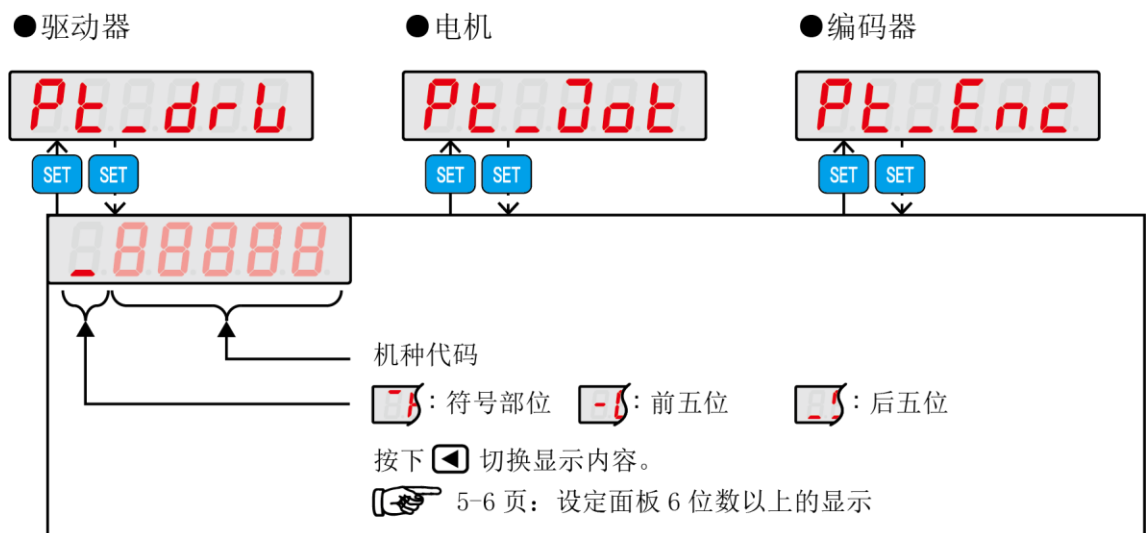 ●驱动器 ●电机 ●编码器
Pt_drL Pt_Jot Pt_Enc
SET SET SET SET SET SET
_88888
机种代码
:符号部位 :前五位 :后五位
按下 切换显示内容。
5-6 页:设定面板 6 位数以上的显示